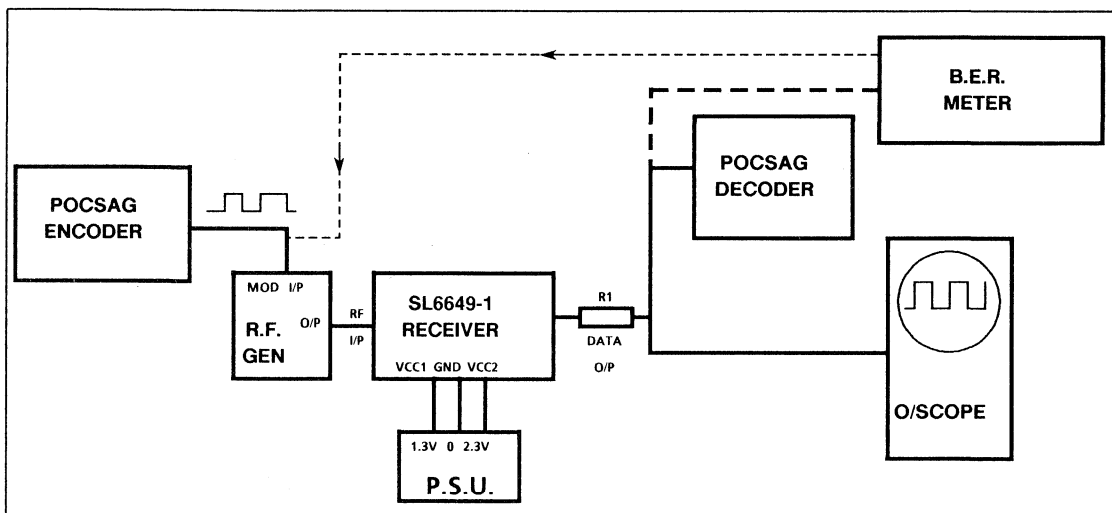 B.E.R.
METER
POCSAG
DECODER
POCSAG
ENCODER
MOD I/P
O/P
R.F.
GEN
RF
I/P
SL6649-1
RECEIVER
VCC1 GND VCC2
R1
DATA
O/P
1.3V 0 2.3V
P.S.U.
O/SCOPE